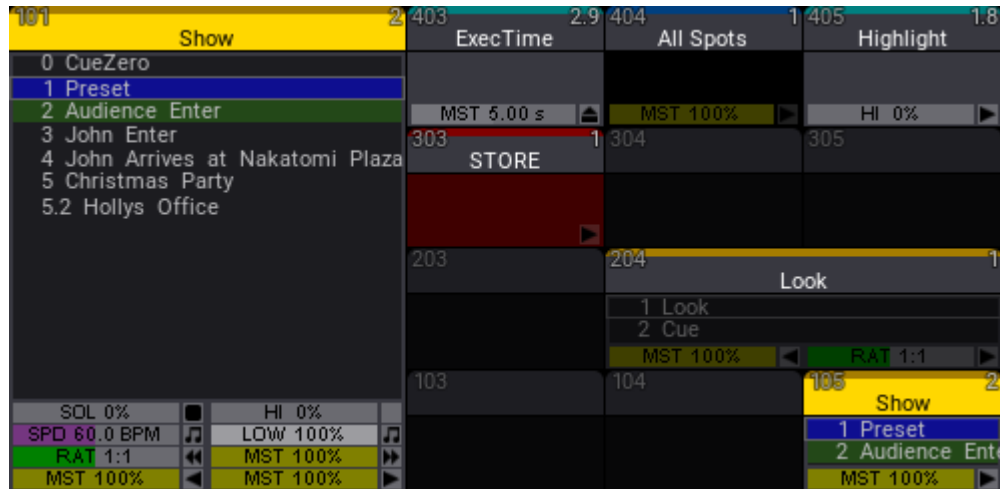 101 2
Show
0 CueZero
1 Preset
2 Audience Enter
3 John Enter
4 John Arrives at Nakatomi Plaza
5 Christmas Party
5.2 Hollys Office
SOL 0% HI 0%
SPD 60.0 BPM LOW 100%
RAT 1:1 MST 100%
MST 100% MST 100%
403 2.9
ExecTime
MST 5.00 s
404 1
All Spots
MST 100%
405 1.8
Highlight
HI 0%
303 1
STORE
304
305
203
204 1
Look
1 Look
2 Cue
MST 100% RAT 1:1
103
104
105 2
Show
1 Preset
2 Audience Ente
MST 100%